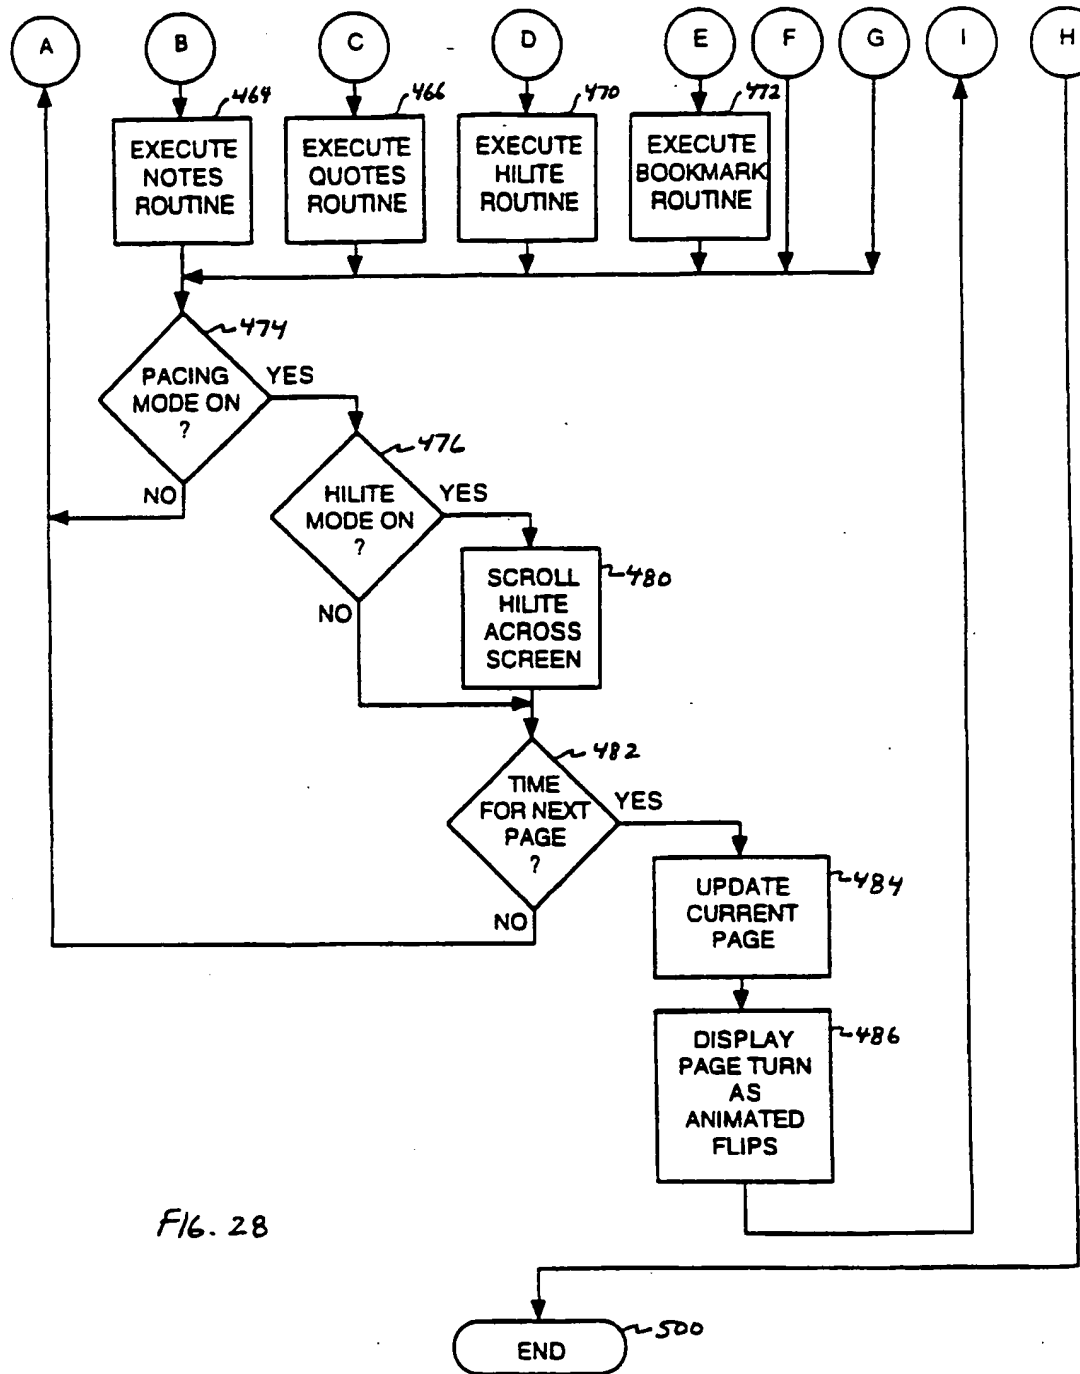 A B C D E F G I H
464 466 470 472
EXECUTE
NOTES
ROUTINE
EXECUTE
QUOTES
ROUTINE
EXECUTE
HILITE
ROUTINE
EXECUTE
BOOKMARK
ROUTINE
474
PACING
MODE ON
?
YES
NO
476
HILITE
MODE ON
?
YES
NO
480
SCROLL
HILITE
ACROSS
SCREEN
482
TIME
FOR NEXT
PAGE
?
YES
NO
484
UPDATE
CURRENT
PAGE
486
DISPLAY
PAGE TURN
AS
ANIMATED
FLIPS
FIG. 28
500
END